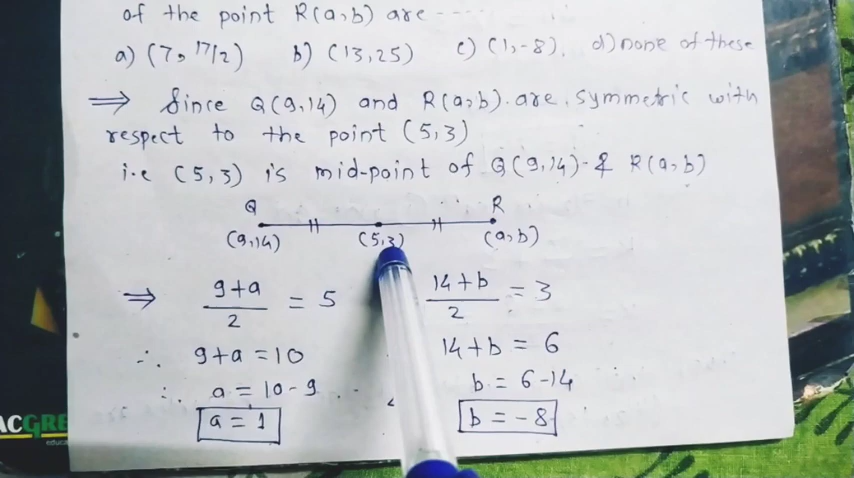 of the point R(a,b) are ----
a) (7, 17/2) b) (13,25) c) (1,-8). d) none of these
⇒ Since Q(9,14) and R(a,b). are. symmetric with
respect to the point (5,3)
i.e (5,3) is mid-point of Q(9,14) & R(a,b)
Q R
(9,14) (5,3) (a,b)
⇒ 9+a/2 = 5 14+b/2 = 3
∴ 9+a = 10 14+b = 6
∴ a = 10-9 b = 6-14
a = 1 b = -8
ACGRE
educa